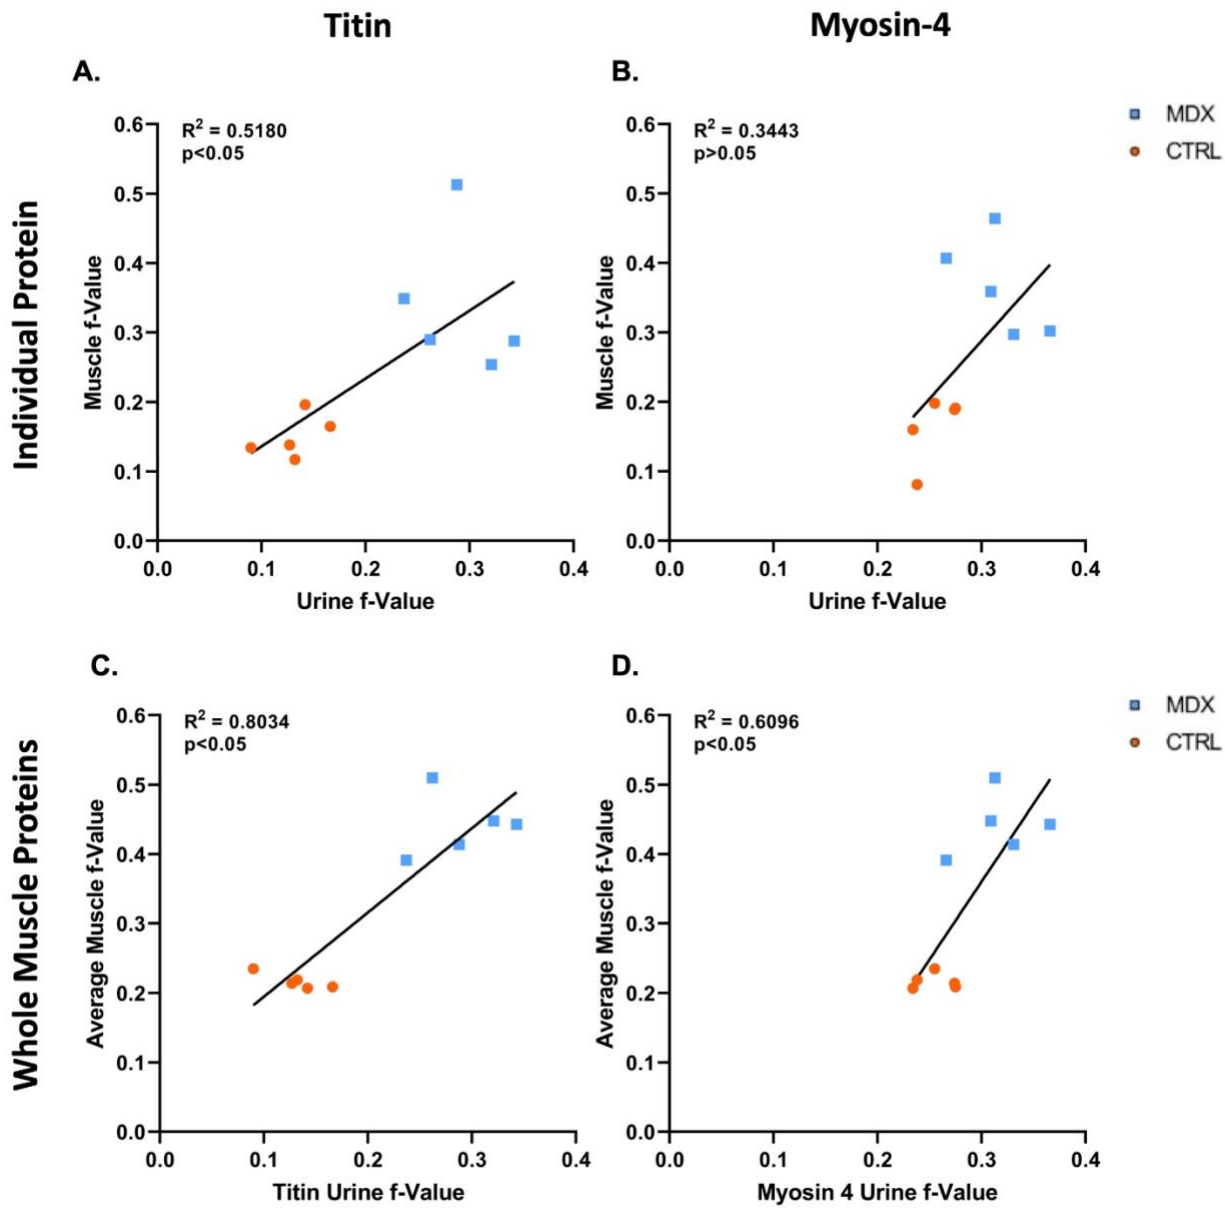 Titin
Myosin-4
A.
B.
MDX
CTRL
Individual Protein
R² = 0.5180
p<0.05
Muscle f-Value
0.6
0.5
0.4
0.3
0.2
0.1
0.0
0.0 0.1 0.2 0.3 0.4
Urine f-Value
R² = 0.3443
p>0.05
Muscle f-Value
0.6
0.5
0.4
0.3
0.2
0.1
0.0
0.0 0.1 0.2 0.3 0.4
Urine f-Value
C.
D.
MDX
CTRL
Whole Muscle Proteins
R² = 0.8034
p<0.05
Average Muscle f-Value
0.6
0.5
0.4
0.3
0.2
0.1
0.0
0.0 0.1 0.2 0.3 0.4
Titin Urine f-Value
R² = 0.6096
p<0.05
Average Muscle f-Value
0.6
0.5
0.4
0.3
0.2
0.1
0.0
0.0 0.1 0.2 0.3 0.4
Myosin 4 Urine f-Value